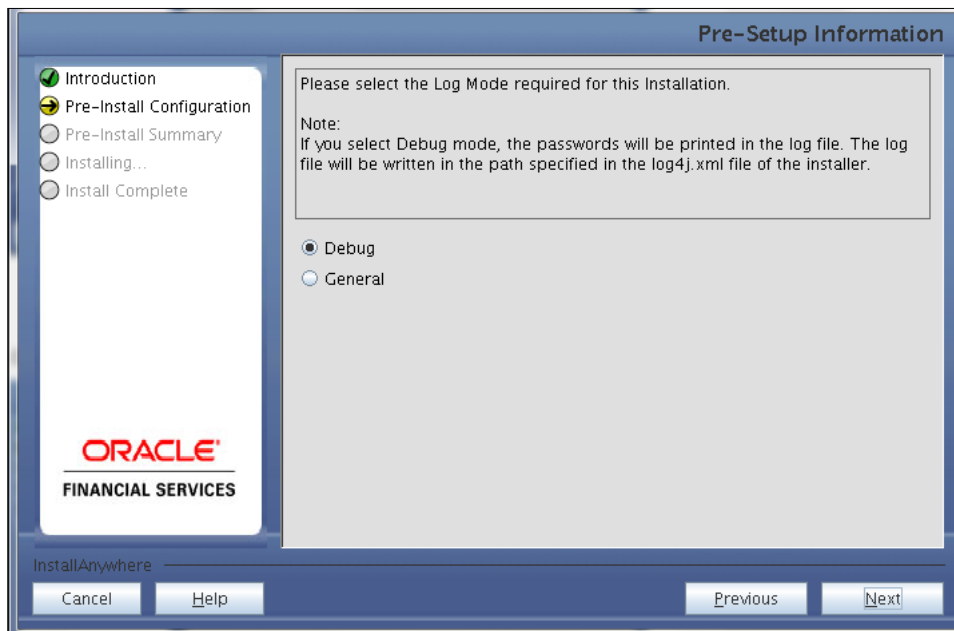 Pre-Setup Information
Introduction
Pre-Install Configuration
Pre-Install Summary
Installing...
Install Complete
ORACLE®
FINANCIAL SERVICES
Please select the Log Mode required for this Installation.
Note:
If you select Debug mode, the passwords will be printed in the log file. The log
file will be written in the path specified in the log4j.xml file of the installer.
Debug
General
InstallAnywhere
Cancel
Help
Previous
Next